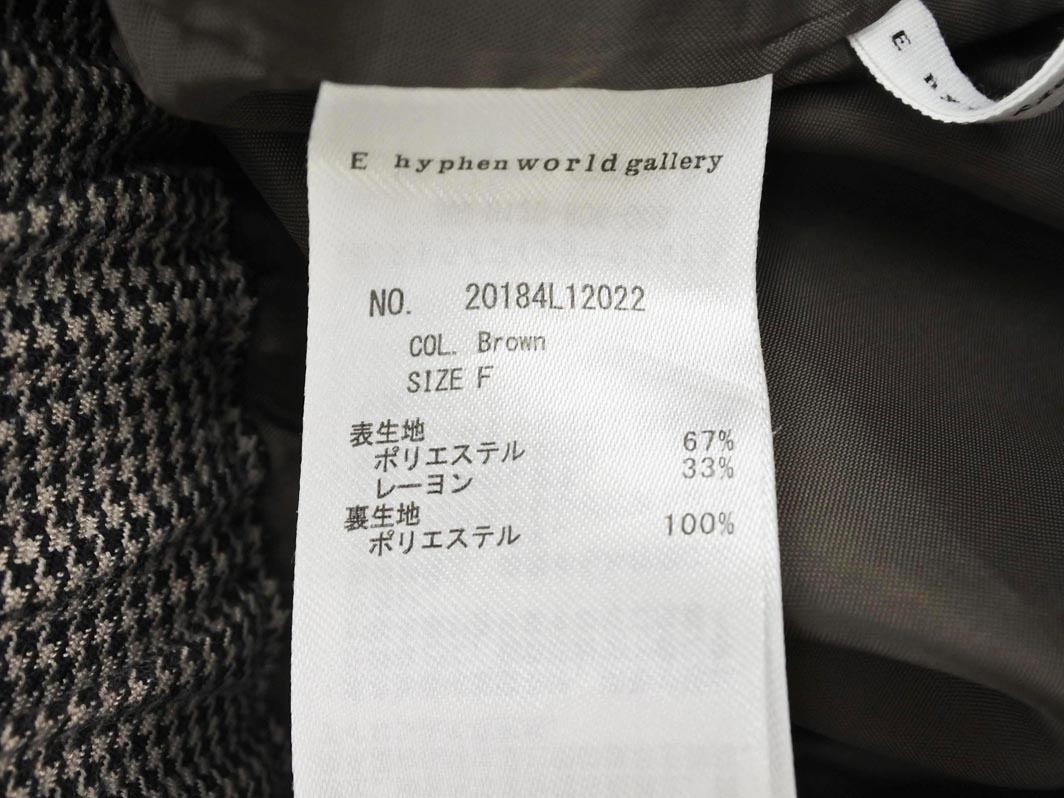 E hyphen world gallery
NO. 20184L12022
COL. Brown
SIZE F
表生地
ポリエステル 67%
レーヨン 33%
裏生地
ポリエステル 100%
E